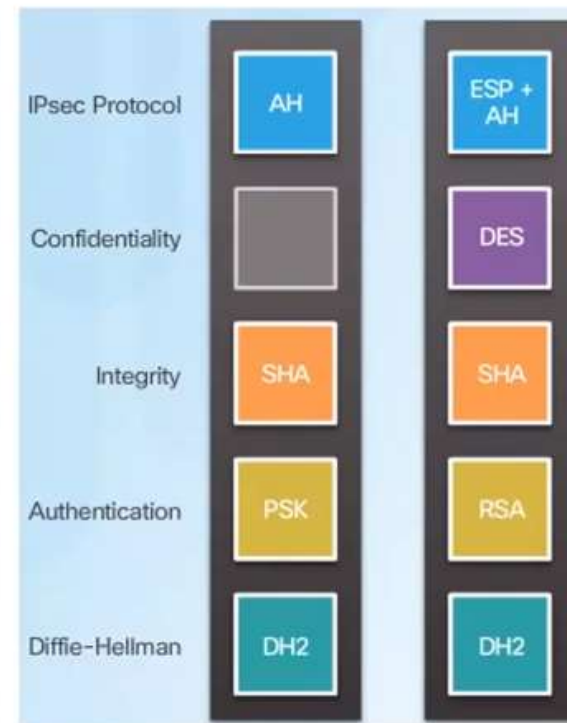 IPsec Protocol AH ESP +
AH
Confidentiality DES
Integrity SHA SHA
Authentication PSK RSA
Diffie-Hellman DH2 DH2